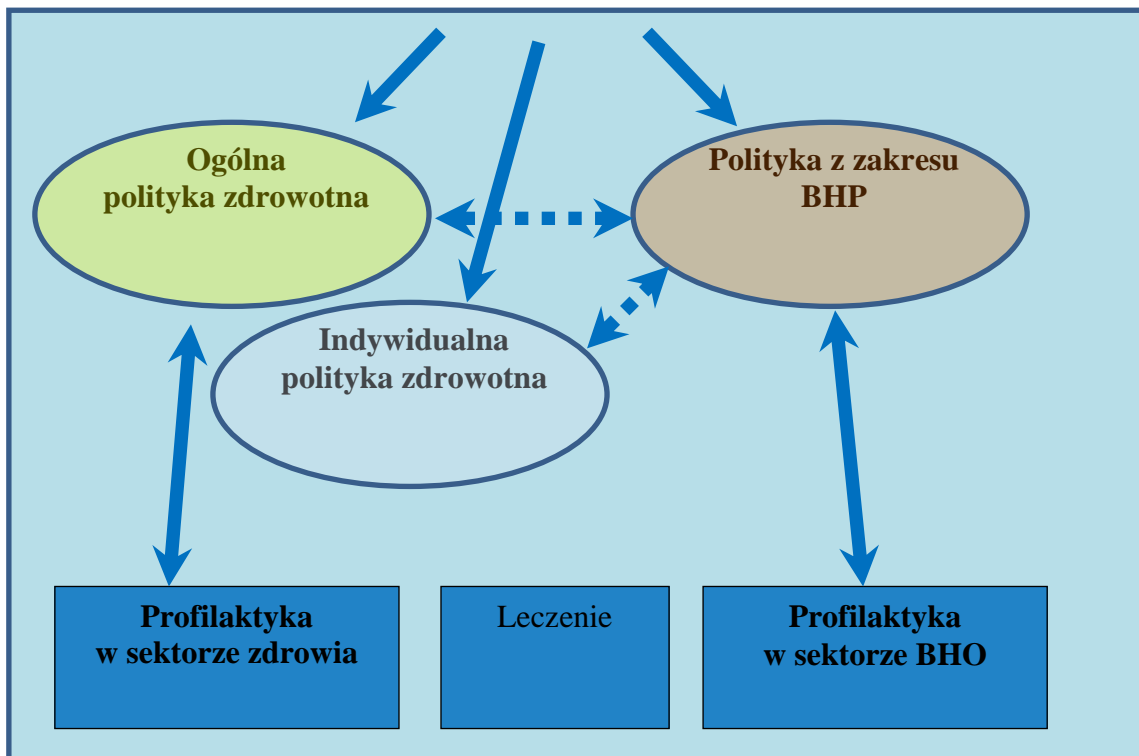 Ogólna
polityka zdrowotna
Polityka z zakresu
BHP
Indywidualna
polityka zdrowotna
Profilaktyka
w sektorze zdrowia
Leczenie
Profilaktyka
w sektorze BHO